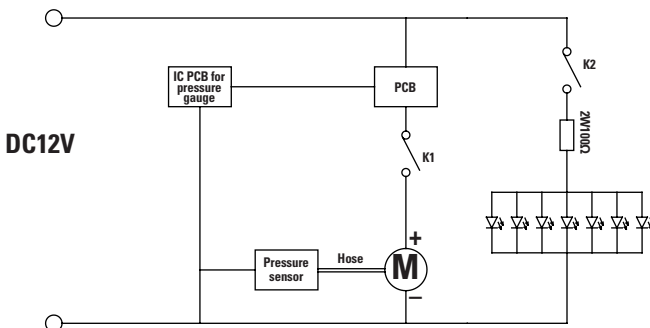 IC PCB for
pressure
gauge
PCB
K2
2W100Ω
DC12V
K1
+
Pressure
sensor
Hose
M
−